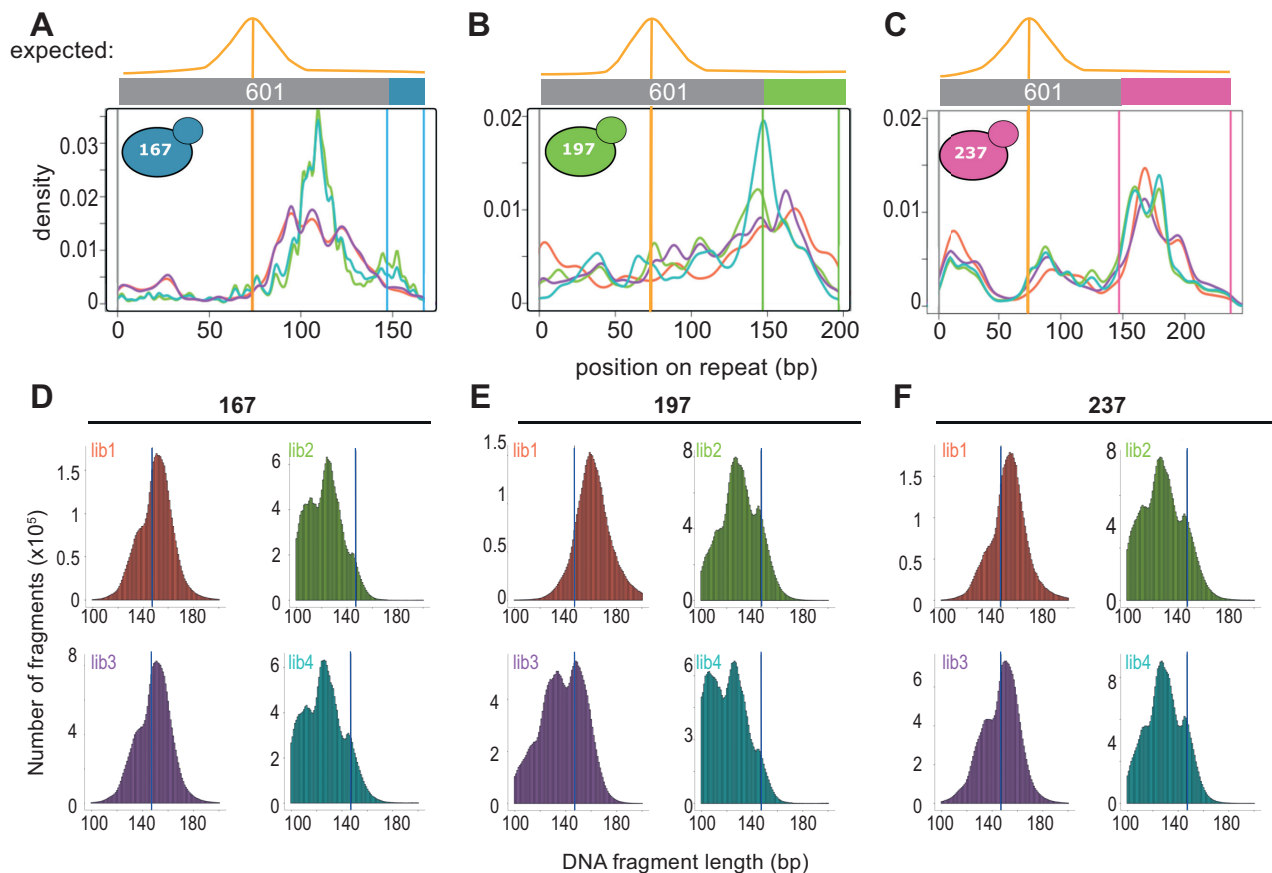 A
B
C
expected:
601
601
601
167
197
237
density
0.03
0.02
0.01
0
0.02
0.01
0
0.02
0.01
0
0 50 100 150
0 50 100 150 200
0 50 100 150 200
position on repeat (bp)
D
E
F
167
197
237
Number of fragments (x10⁵)
lib1
1.5
1
0.5
0
100 140 180
lib2
6
4
2
0
100 140 180
lib1
1.5
1
0.5
0
100 140 180
lib2
8
4
0
100 140 180
lib1
1.5
1
0.5
0
100 140 180
lib2
8
4
0
100 140 180
lib3
8
4
0
100 140 180
lib4
6
4
2
0
100 140 180
lib3
6
4
2
0
100 140 180
lib4
6
3
0
100 140 180
lib3
6
4
2
0
100 140 180
lib4
8
4
0
100 140 180
DNA fragment length (bp)